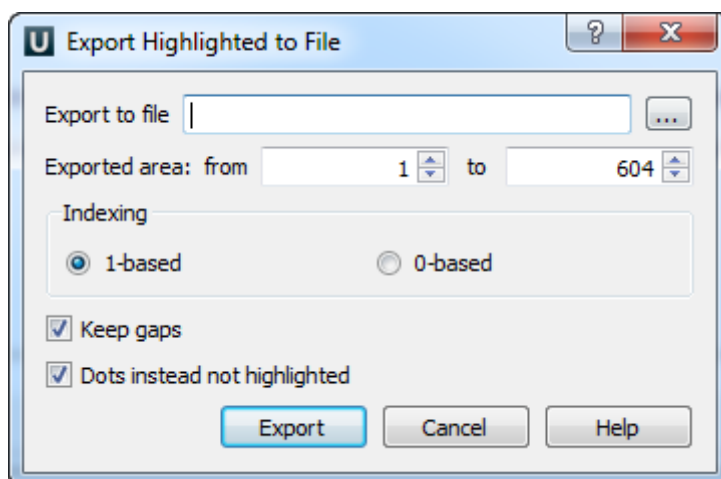 U Export Highlighted to File ? X
Export to file ...
Exported area: from 1 to 604
Indexing
1-based 0-based
Keep gaps
Dots instead not highlighted
Export Cancel Help